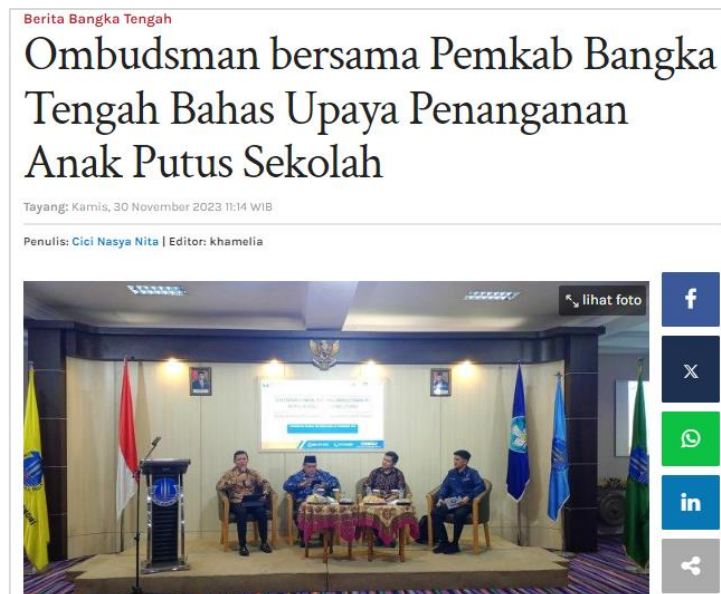 Berita Bangka Tengah
Ombudsman bersama Pemkab Bangka
Tengah Bahas Upaya Penanganan
Anak Putus Sekolah
Tayang: Kamis, 30 November 2023 11:14 WIB
Penulis: Cici Nasya Nita | Editor: khamelia
lihat foto